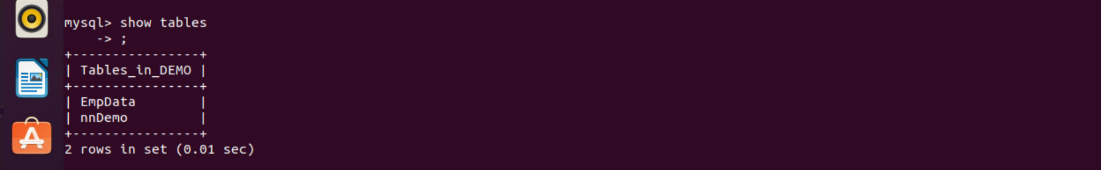 mysql> show tables
    -> ;
+----------------+
| Tables_in_DEMO |
+----------------+
| EmpData        |
| nnDemo         |
+----------------+
2 rows in set (0.01 sec)